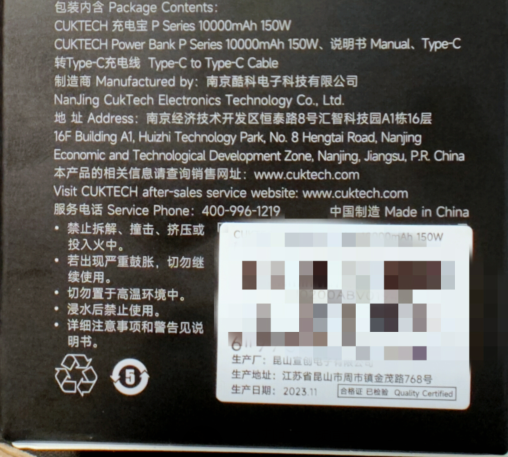 包装内含 Package Contents:
CUKTECH 充电宝 P Series 10000mAh 150W
CUKTECH Power Bank P Series 10000mAh 150W、说明书 Manual、Type-C
转Type-C充电线 Type-C to Type-C Cable
制造商 Manufactured by: 南京酷科电子科技有限公司
NanJing CukTech Electronics Technology Co., Ltd.
地 址 Address: 南京经济技术开发区恒泰路8号汇智科技园A1栋16层
16F Building A1, Huizhi Technology Park, No. 8 Hengtai Road, Nanjing
Economic and Technological Development Zone, Nanjing, Jiangsu, P.R. China
本产品的相关信息请查询销售网址: www.cuktech.com
Visit CUKTECH after-sales service website: www.cuktech.com
服务电话 Service Phone: 400-996-1219 中国制造 Made in China
• 禁止拆解、撞击、挤压或
投入火中。
• 若出现严重鼓胀，切勿继
续使用。
• 切勿置于高温环境中。
• 浸水后禁止使用。
• 详细注意事项和警告见说
明书。
5
mAh 150W
生产厂: 昆山
生产地址: 江苏省昆山市周市镇金茂路768号
生产日期: 2023.11 合格证 已检验 Quality Certified